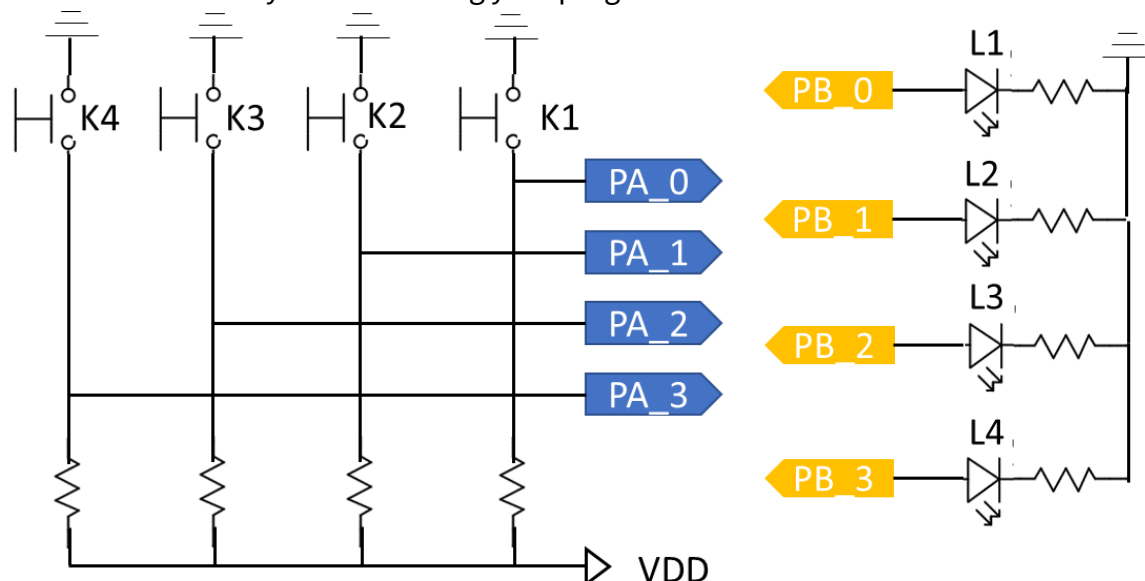 K4
K3
K2
K1
PA_0
PA_1
PA_2
PA_3
VDD
L1
PB_0
L2
PB_1
L3
PB_2
L4
PB_3